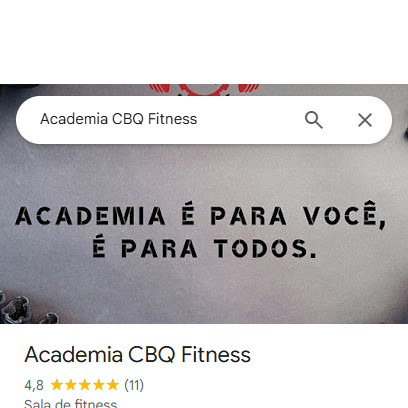 Academia CBQ Fitness
ACADEMIA É PARA VOCÊ,
É PARA TODOS.
Academia CBQ Fitness
4,8 (11)
Sala de fitness